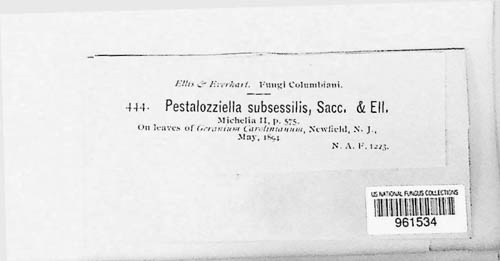 Ellis & Everhart. Fungi Columbiani.
444. Pestalozziella subsessilis, Sacc. & Ell.
Michelia II, p. 575.
On leaves of Geranium Carolinianum, Newfield, N. J.,
May, 1894
N. A. F. 1223.
US NATIONAL FUNGUS COLLECTIONS
961534